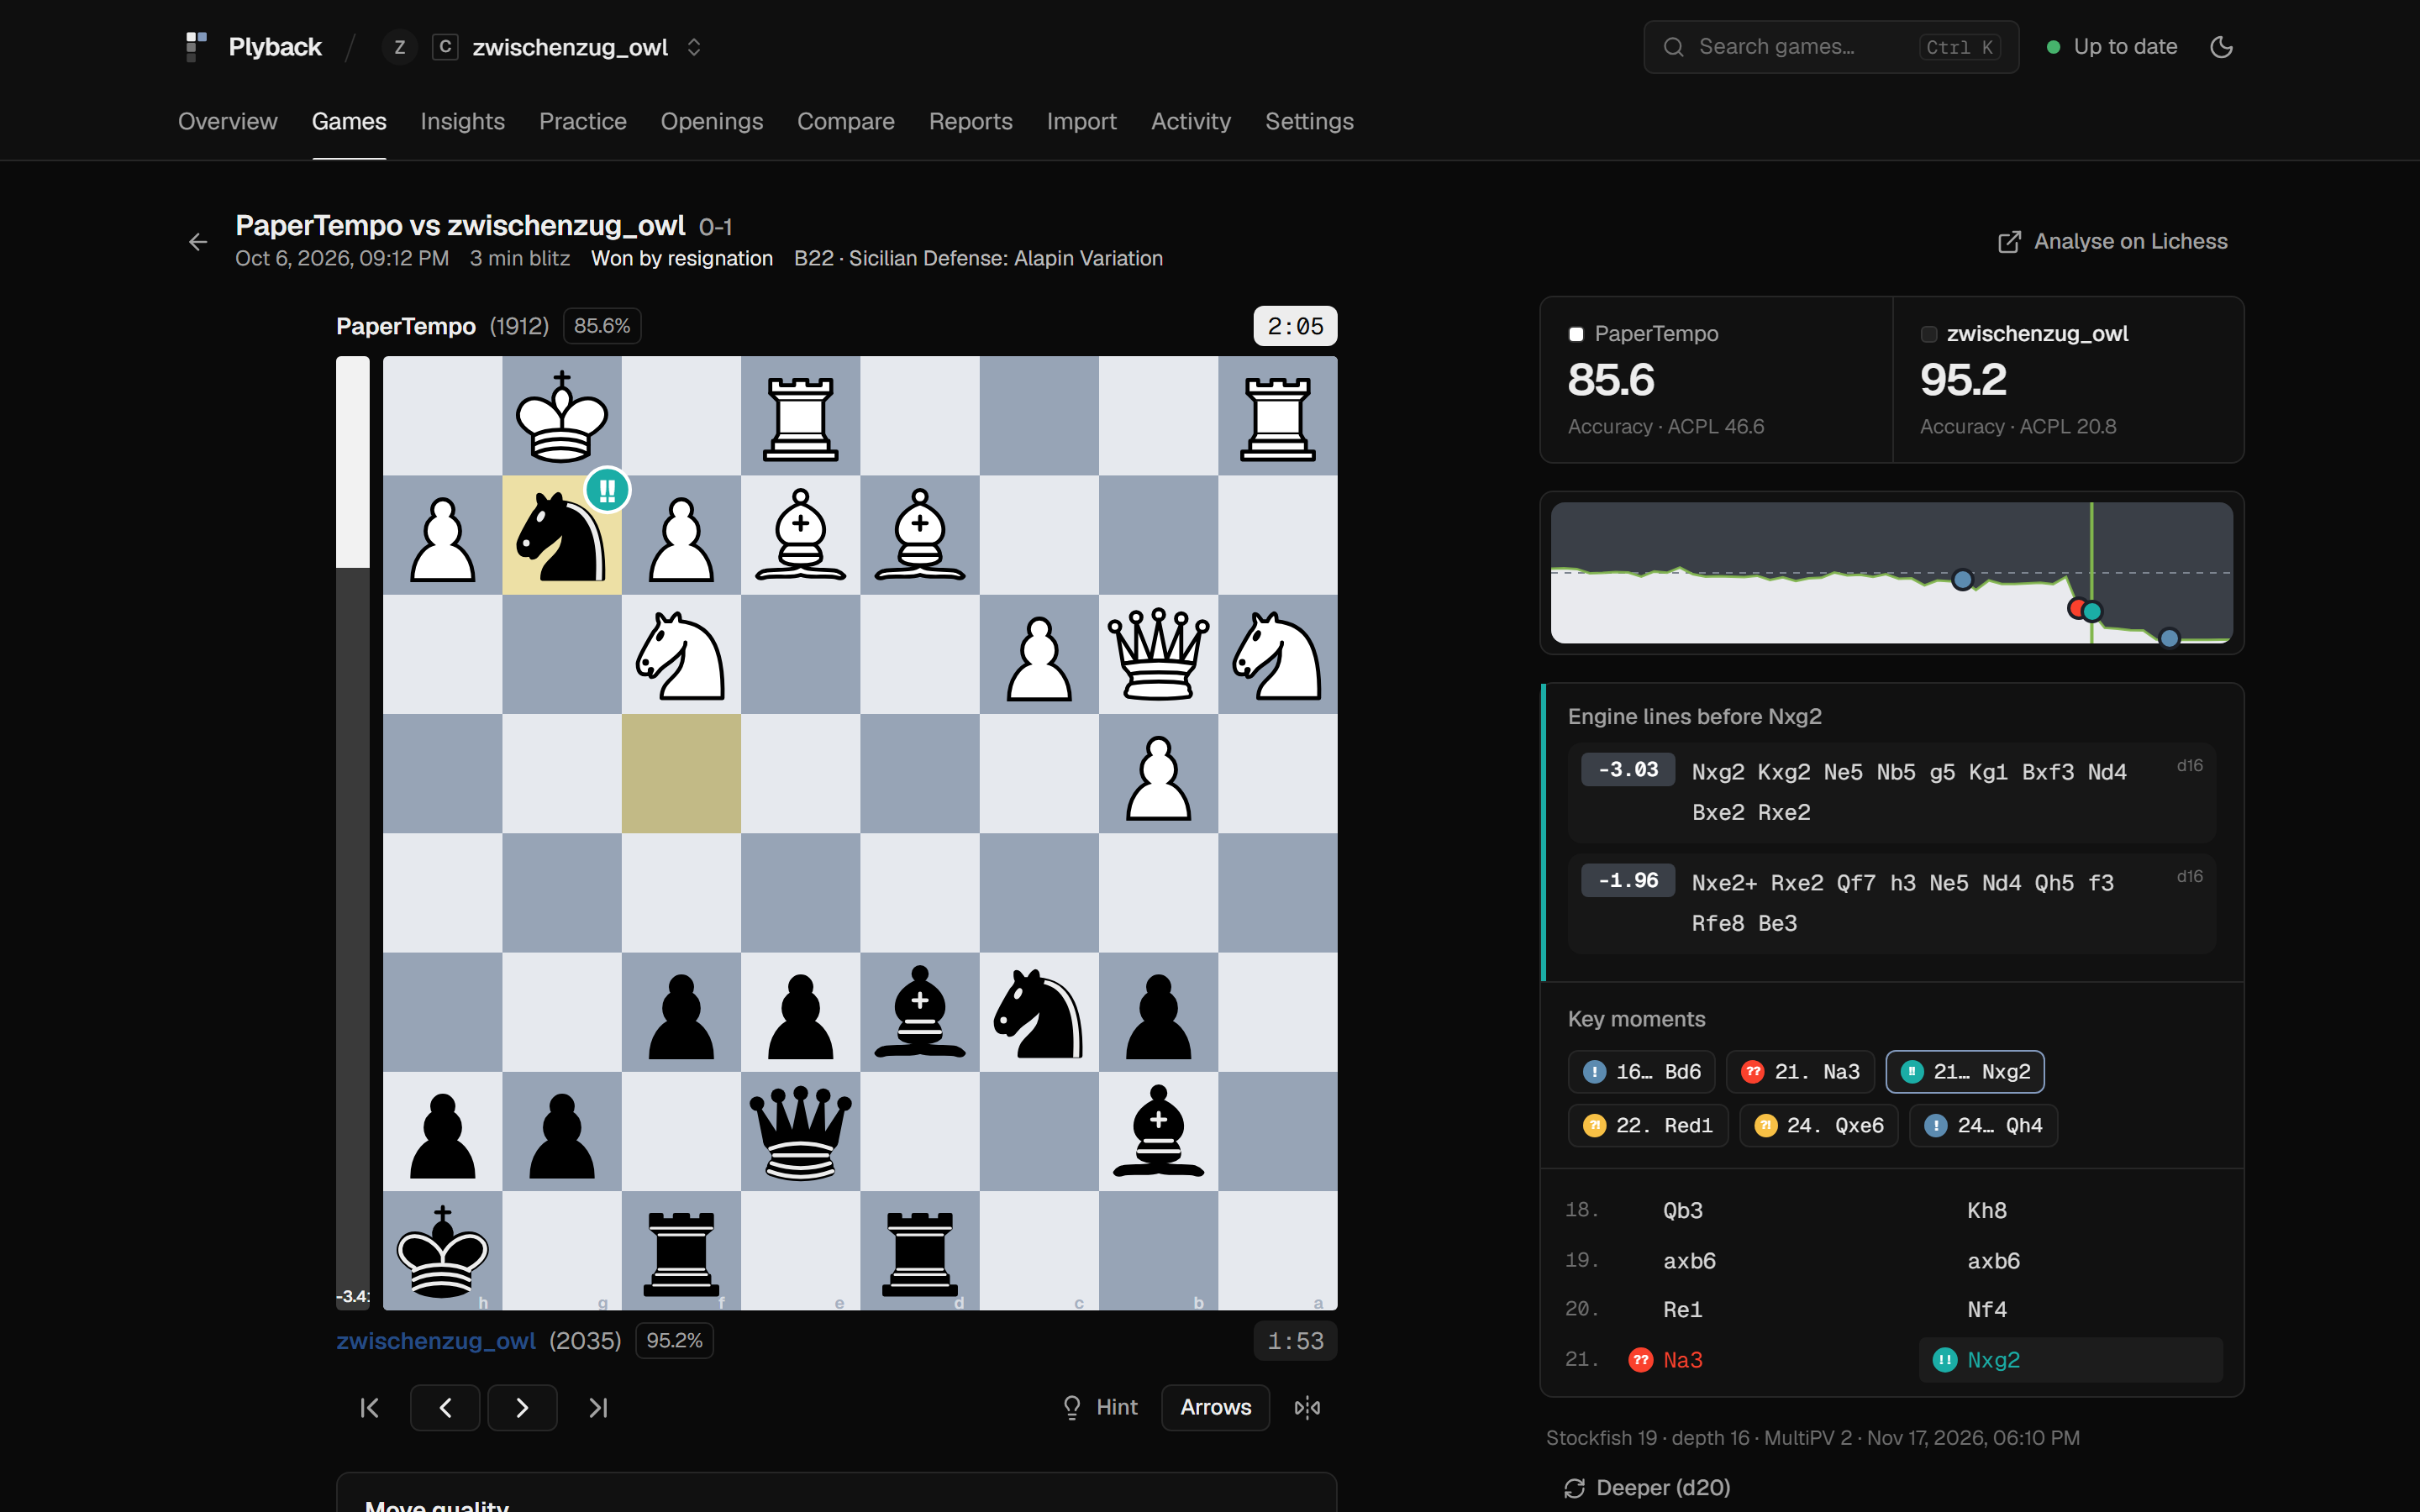 Plyback / Z C zwischenzug_owl
Search games... Ctrl K
Up to date
Overview Games Insights Practice Openings Compare Reports Import Activity Settings
PaperTempo vs zwischenzug_owl 0-1
Oct 6, 2026, 09:12 PM 3 min blitz Won by resignation B22 · Sicilian Defense: Alapin Variation
Analyse on Lichess
PaperTempo (1912) 85.6% 2:05
!!
-3.4
h g f e d c b a
zwischenzug_owl (2035) 95.2% 1:53
Hint Arrows
Move quality
PaperTempo
85.6
Accuracy · ACPL 46.6
zwischenzug_owl
95.2
Accuracy · ACPL 20.8
Engine lines before Nxg2
-3.03 Nxg2 Kxg2 Ne5 Nb5 g5 Kg1 Bxf3 Nd4 d16
Bxe2 Rxe2
-1.96 Nxe2+ Rxe2 Qf7 h3 Ne5 Nd4 Qh5 f3 d16
Rfe8 Be3
Key moments
! 16... Bd6 ?? 21. Na3 !! 21... Nxg2
?! 22. Red1 ?! 24. Qxe6 ! 24... Qh4
18. Qb3 Kh8
19. axb6 axb6
20. Re1 Nf4
21. ?? Na3 !! Nxg2
Stockfish 19 · depth 16 · MultiPV 2 · Nov 17, 2026, 06:10 PM
Deeper (d20)